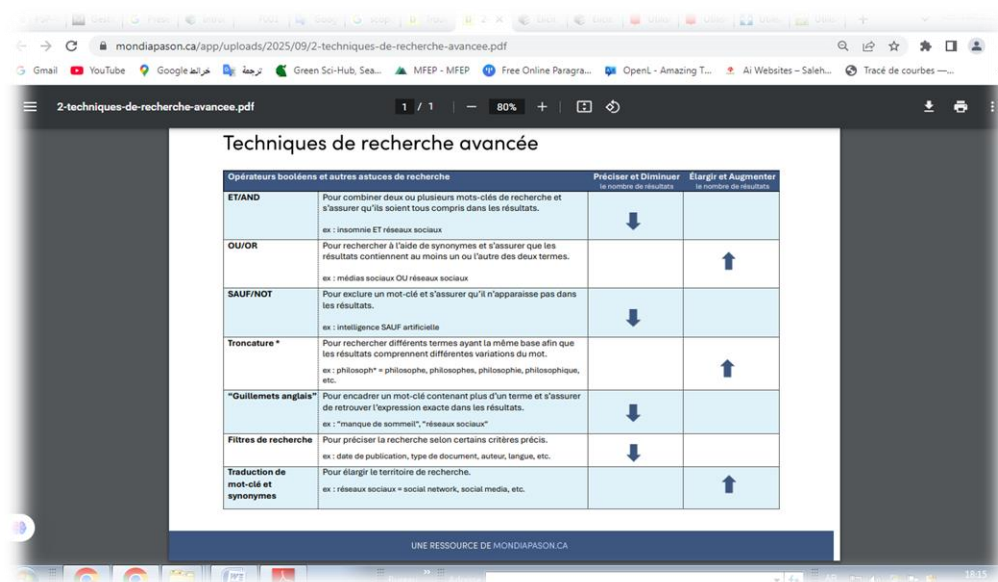 mondiapason.ca/app/uploads/2025/09/2-techniques-de-recherche-avancee.pdf
Gmail YouTube Google خرائط ترجمة Green Sci-Hub, Sea... MFEP - MFEP Free Online Paragra... OpenL - Amazing T... Ai Websites – Saleh... Tracé de courbes —...
2-techniques-de-recherche-avancee.pdf 1 / 1 — 80% +
Techniques de recherche avancée
Opérateurs booléens et autres astuces de recherche Préciser et Diminuer Élargir et Augmenter
le nombre de résultats le nombre de résultats
ET/AND Pour combiner deux ou plusieurs mots-clés de recherche et
s'assurer qu'ils soient tous compris dans les résultats.
ex : insomnie ET réseaux sociaux
OU/OR Pour rechercher à l'aide de synonymes et s'assurer que les
résultats contiennent au moins un ou l'autre des deux termes.
ex : médias sociaux OU réseaux sociaux
SAUF/NOT Pour exclure un mot-clé et s'assurer qu'il n'apparaisse pas dans
les résultats.
ex : intelligence SAUF artificielle
Troncature * Pour rechercher différents termes ayant la même base afin que
les résultats comprennent différentes variations du mot.
ex : philosoph* = philosophe, philosophes, philosophie, philosophique,
etc.
"Guillemets anglais" Pour encadrer un mot-clé contenant plus d'un terme et s'assurer
de retrouver l'expression exacte dans les résultats.
ex : "manque de sommeil", "réseaux sociaux"
Filtres de recherche Pour préciser la recherche selon certains critères précis.
ex : date de publication, type de document, auteur, langue, etc.
Traduction de Pour élargir le territoire de recherche.
mot-clé et
ex : réseaux sociaux = social network, social media, etc.
synonymes
UNE RESSOURCE DE MONDIAPASON.CA
18:15